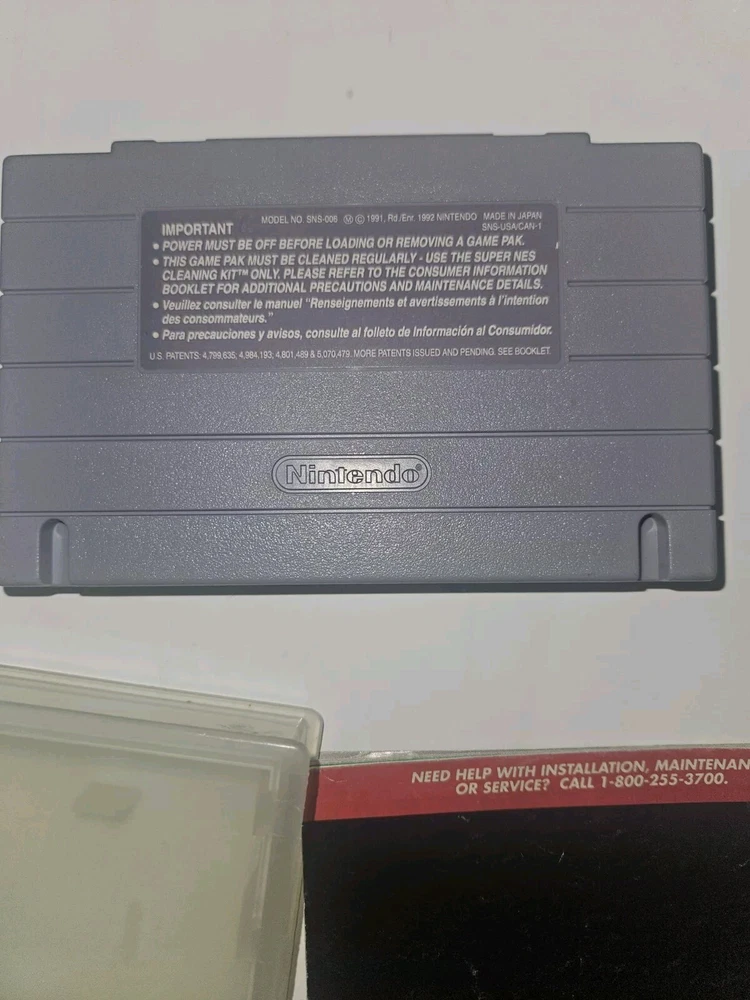 MODEL NO. SNS-006 Ⓜ © 1991, Rd./Enr. 1992 NINTENDO MADE IN JAPAN
IMPORTANT SNS-USA/CAN-1
• POWER MUST BE OFF BEFORE LOADING OR REMOVING A GAME PAK.
• THIS GAME PAK MUST BE CLEANED REGULARLY - USE THE SUPER NES
CLEANING KIT™ ONLY. PLEASE REFER TO THE CONSUMER INFORMATION
BOOKLET FOR ADDITIONAL PRECAUTIONS AND MAINTENANCE DETAILS.
• Veuillez consulter le manuel "Renseignements et avertissements à l'intention
des consommateurs."
• Para precauciones y avisos, consulte al folleto de Información al Consumidor.
U.S. PATENTS: 4,799,635; 4,984,193; 4,801,489 & 5,070,479. MORE PATENTS ISSUED AND PENDING. SEE BOOKLET.
Nintendo®
NEED HELP WITH INSTALLATION, MAINTENAN
OR SERVICE? CALL 1-800-255-3700.